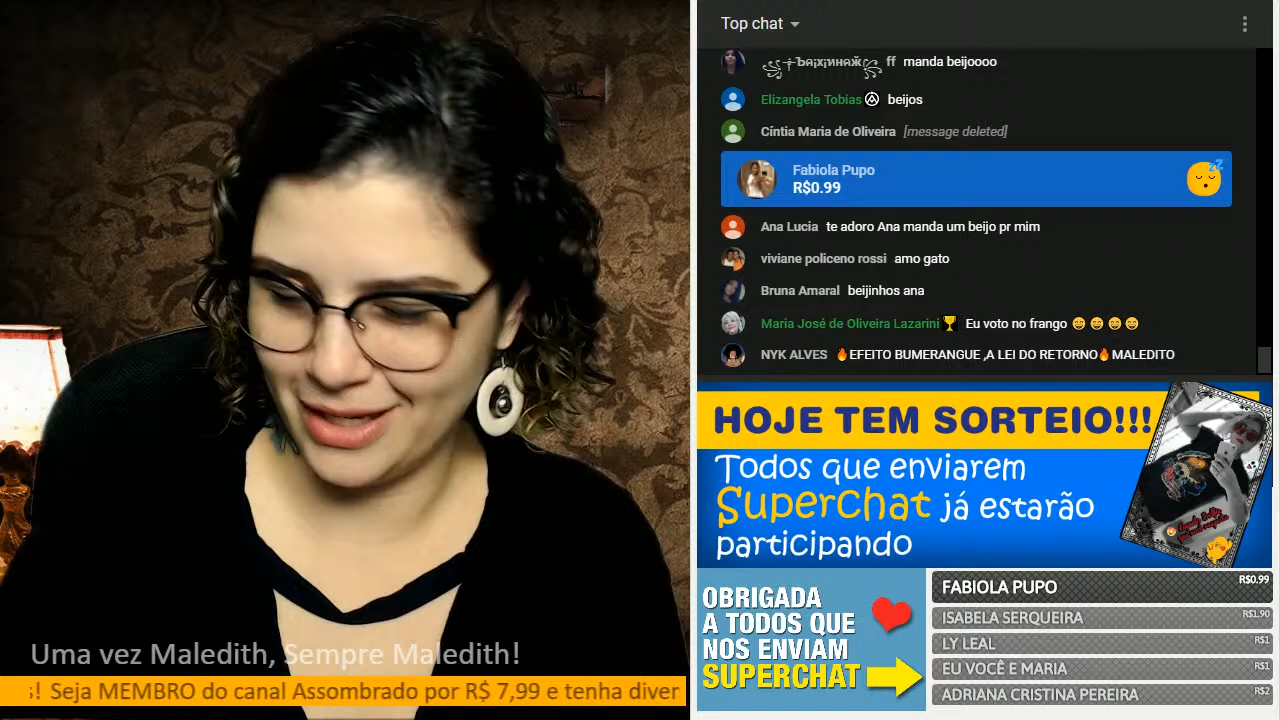 Top chat
ff manda beijoooo
Elizangela Tobias beijos
Cíntia Maria de Oliveira [message deleted]
Fabiola Pupo
R$0.99
Ana Lucia te adoro Ana manda um beijo pr mim
viviane policeno rossi amo gato
Bruna Amaral beijinhos ana
Maria José de Oliveira Lazarini Eu voto no frango 😄😄😄😄
NYK ALVES 🔥EFEITO BUMERANGUE ,A LEI DO RETORNO🔥MALEDITO
HOJE TEM SORTEIO!!!
Todos que enviarem
Superchat já estarão
participando
OBRIGADA
A TODOS QUE
NOS ENVIAM
SUPERCHAT
FABIOLA PUPO R$0.99
ISABELA SERQUEIRA R$1.90
LY LEAL R$1
EU VOCÊ E MARIA R$1
ADRIANA CRISTINA PEREIRA R$2
Uma vez Maledith, Sempre Maledith!
! Seja MEMBRO do canal Assombrado por R$ 7,99 e tenha diver